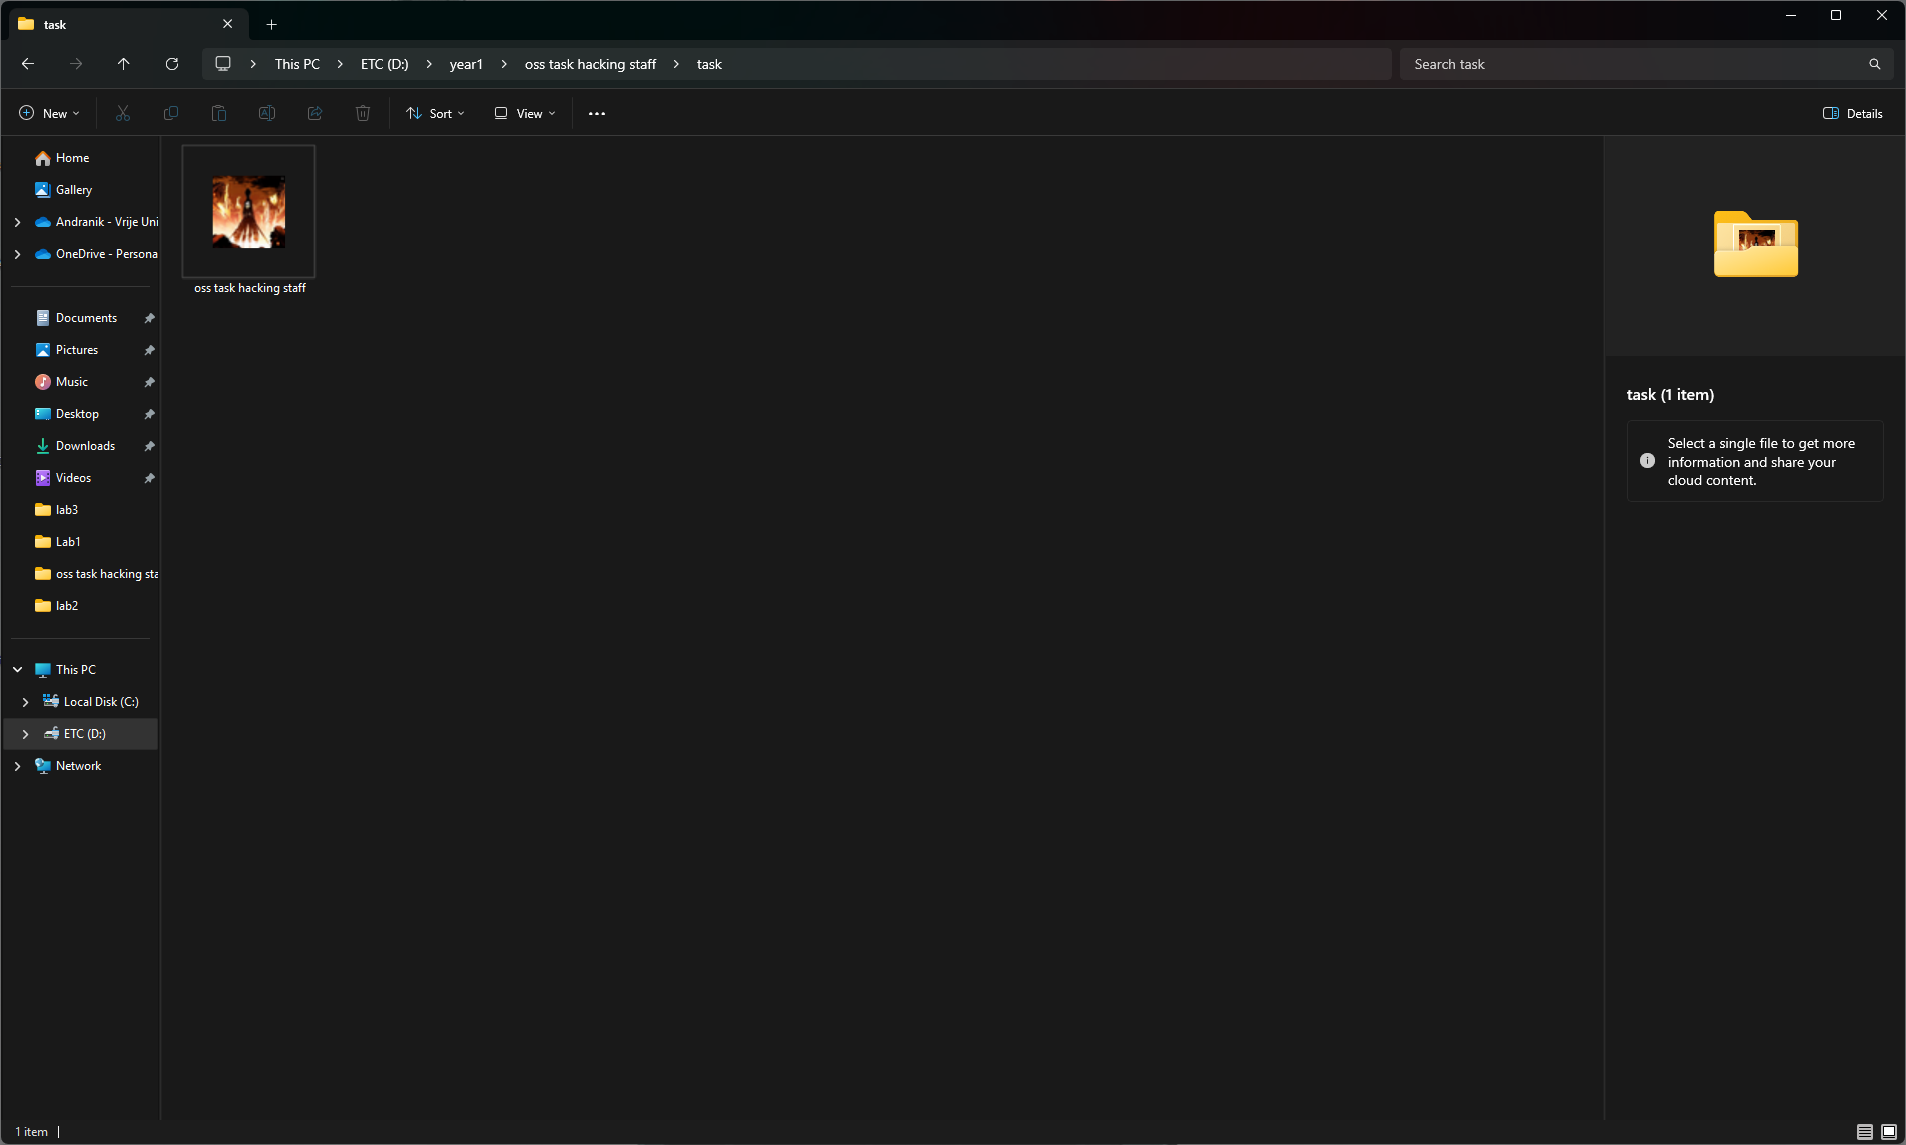 task
This PC
ETC (D:)
year1
oss task hacking staff
task
Search task
New
Sort
View
Details
Home
Gallery
Andranik - Vrije Uni
OneDrive - Persona
Documents
Pictures
Music
Desktop
Downloads
Videos
lab3
Lab1
oss task hacking sta
lab2
This PC
Local Disk (C:)
ETC (D:)
Network
oss task hacking staff
task (1 item)
Select a single file to get more
information and share your
cloud content.
1 item